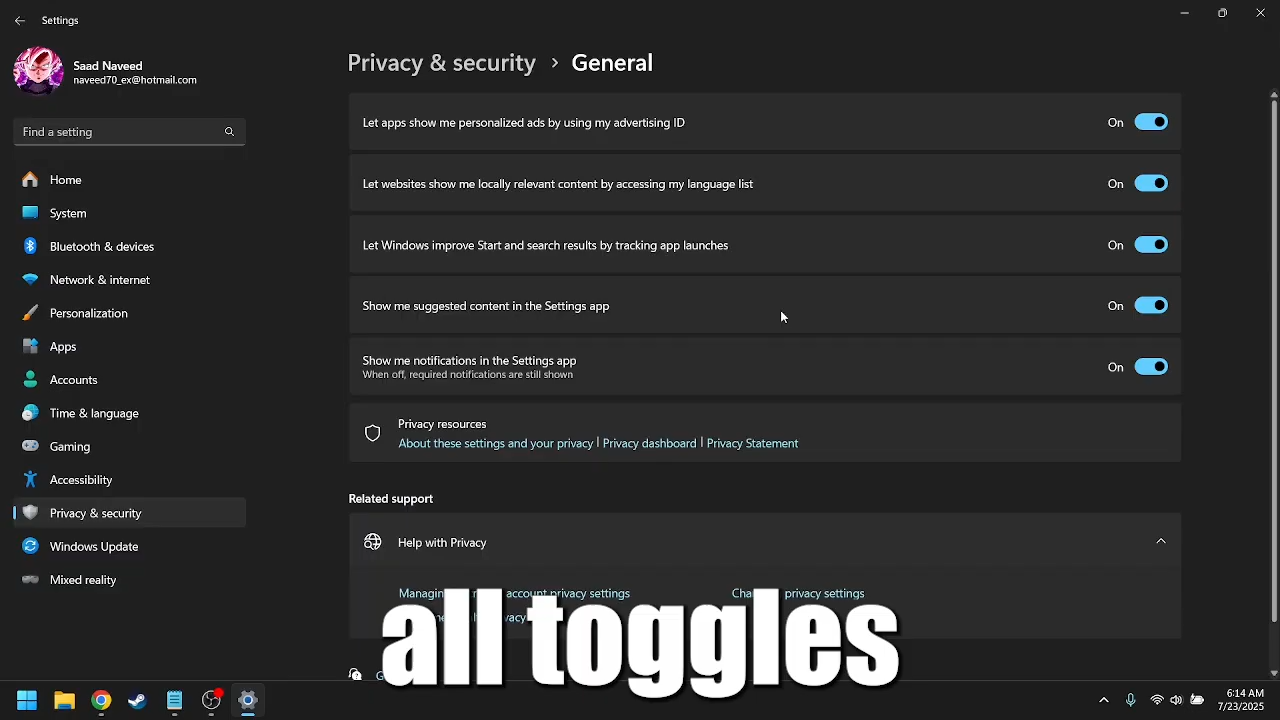 Settings
Saad Naveed
naveed70_ex@hotmail.com
Find a setting
Home
System
Bluetooth & devices
Network & internet
Personalization
Apps
Accounts
Time & language
Gaming
Accessibility
Privacy & security
Windows Update
Mixed reality
Privacy & security > General
Let apps show me personalized ads by using my advertising ID On
Let websites show me locally relevant content by accessing my language list On
Let Windows improve Start and search results by tracking app launches On
Show me suggested content in the Settings app On
Show me notifications in the Settings app On
When off, required notifications are still shown
Privacy resources
About these settings and your privacy | Privacy dashboard | Privacy Statement
Related support
Help with Privacy
account privacy settings privacy settings
all toggles
6:14 AM
7/23/2025